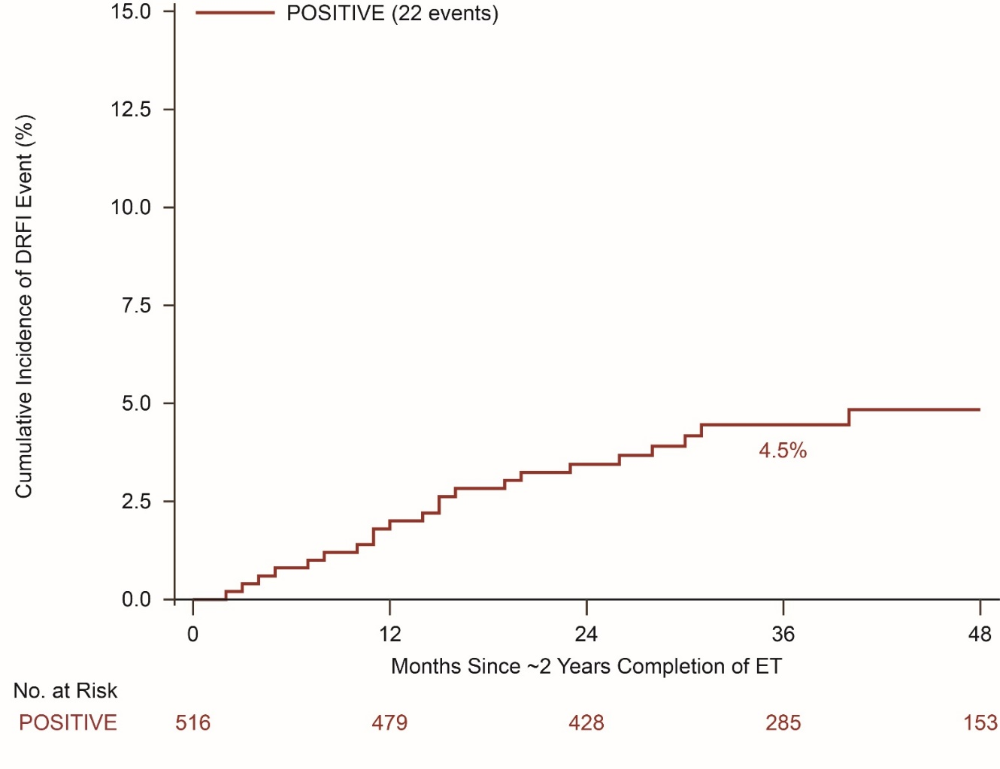 15.0
POSITIVE (22 events)
12.5
10.0
7.5
5.0
2.5
0.0
Cumulative Incidence of DRFI Event (%)
4.5%
0 12 24 36 48
Months Since ~2 Years Completion of ET
No. at Risk
POSITIVE 516 479 428 285 153